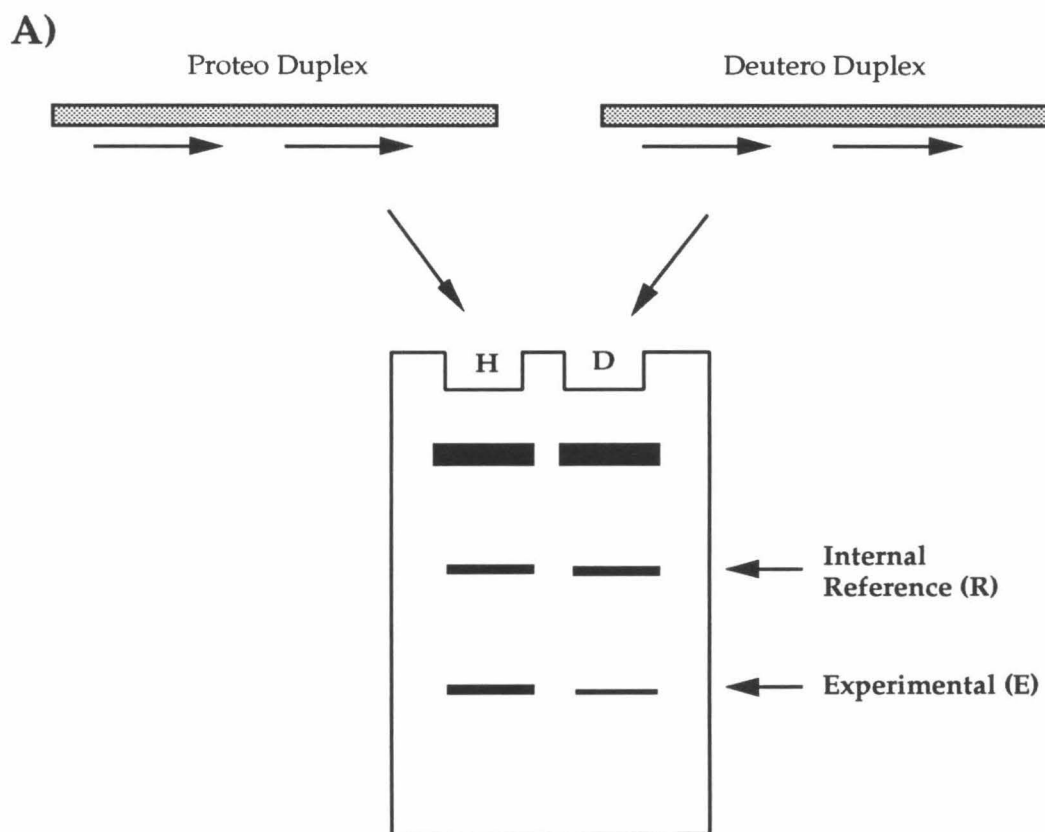 A)
Proteo Duplex
Deutero Duplex
H
D
Internal
Reference (R)
Experimental (E)